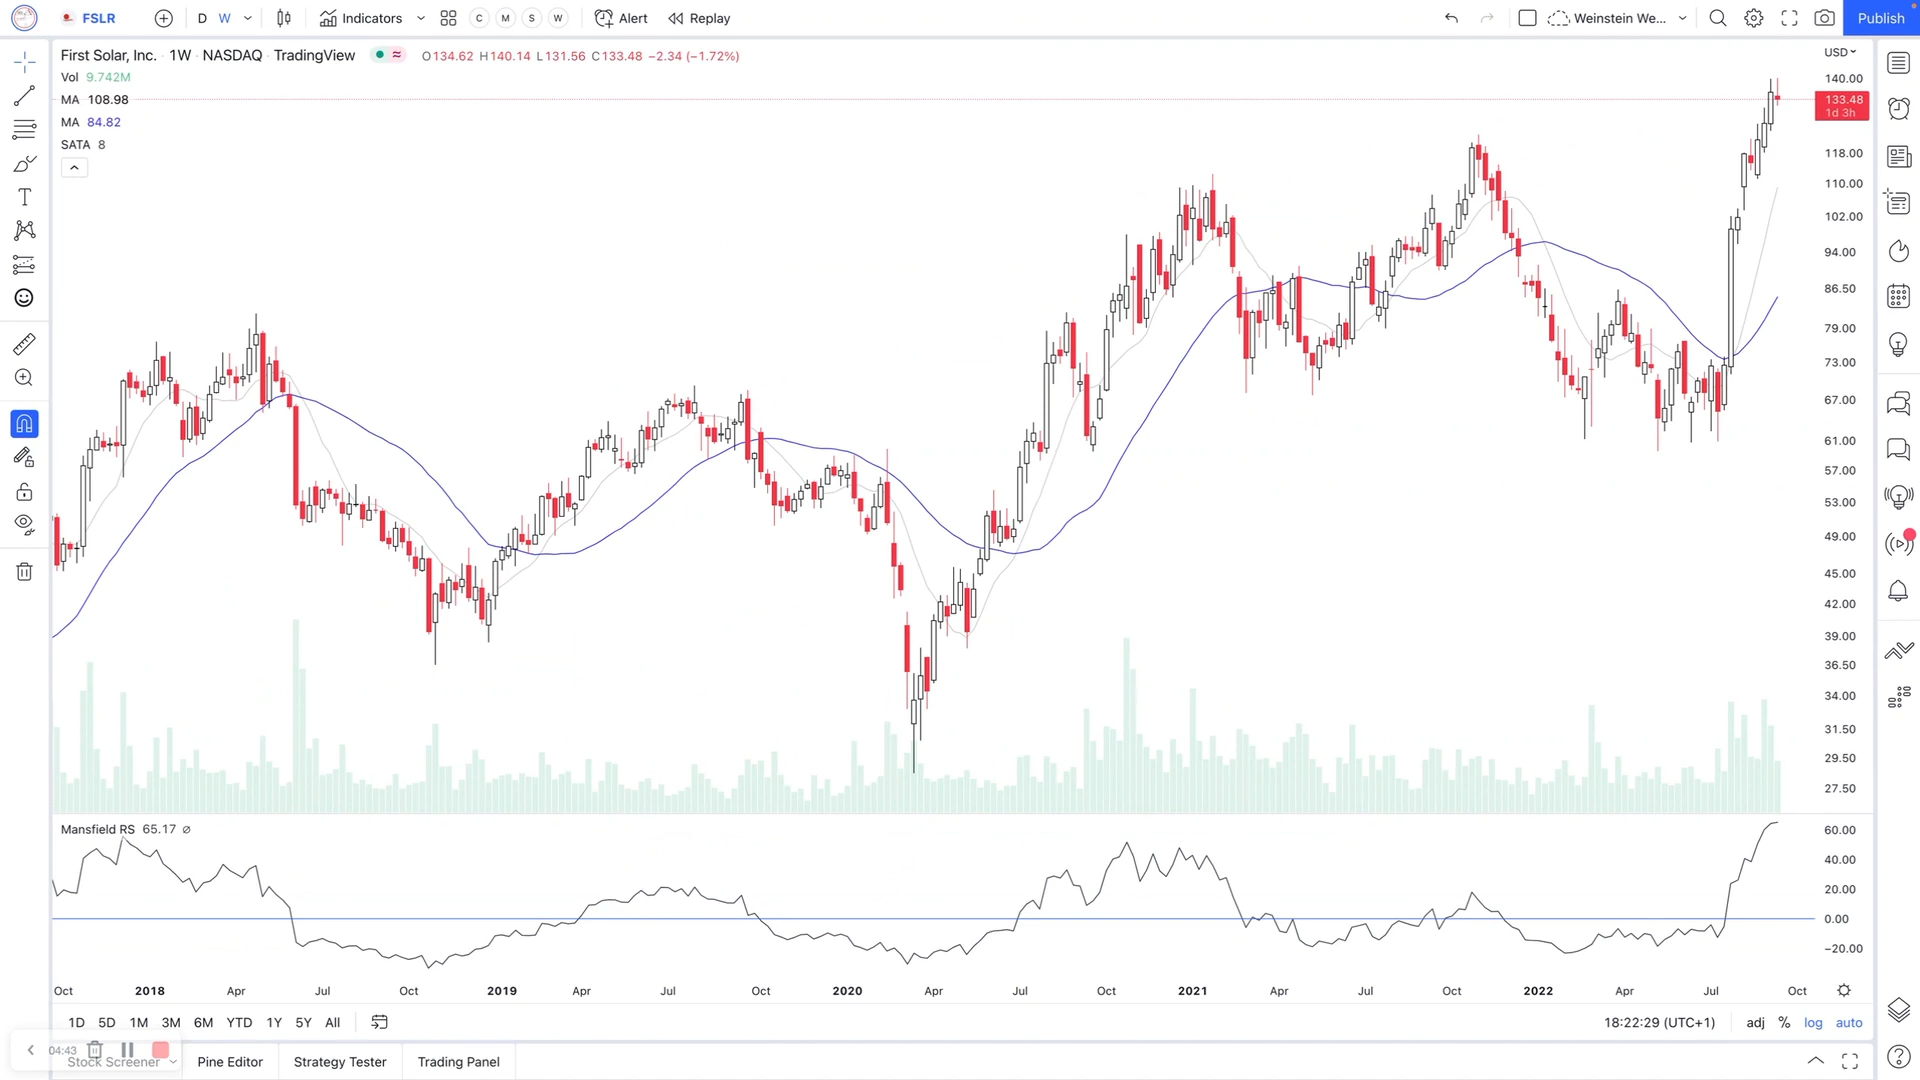 FSLR D W Indicators C M S W Alert Replay Weinstein We... Publish
First Solar, Inc. · 1W · NASDAQ · TradingView O134.62 H140.14 L131.56 C133.48 −2.34 (−1.72%) USD
Vol 9.742M
MA 108.98
MA 84.82
SATA 8
140.00
133.48
1d 3h
118.00
110.00
102.00
94.00
86.50
79.00
73.00
67.00
61.00
57.00
53.00
49.00
45.00
42.00
39.00
36.50
34.00
31.50
29.50
27.50
Mansfield RS 65.17 ∅
60.00
40.00
20.00
0.00
−20.00
Oct 2018 Apr Jul Oct 2019 Apr Jul Oct 2020 Apr Jul Oct 2021 Apr Jul Oct 2022 Apr Jul Oct
1D 5D 1M 3M 6M YTD 1Y 5Y All 18:22:29 (UTC+1) adj % log auto
04:43
Stock Screener Pine Editor Strategy Tester Trading Panel